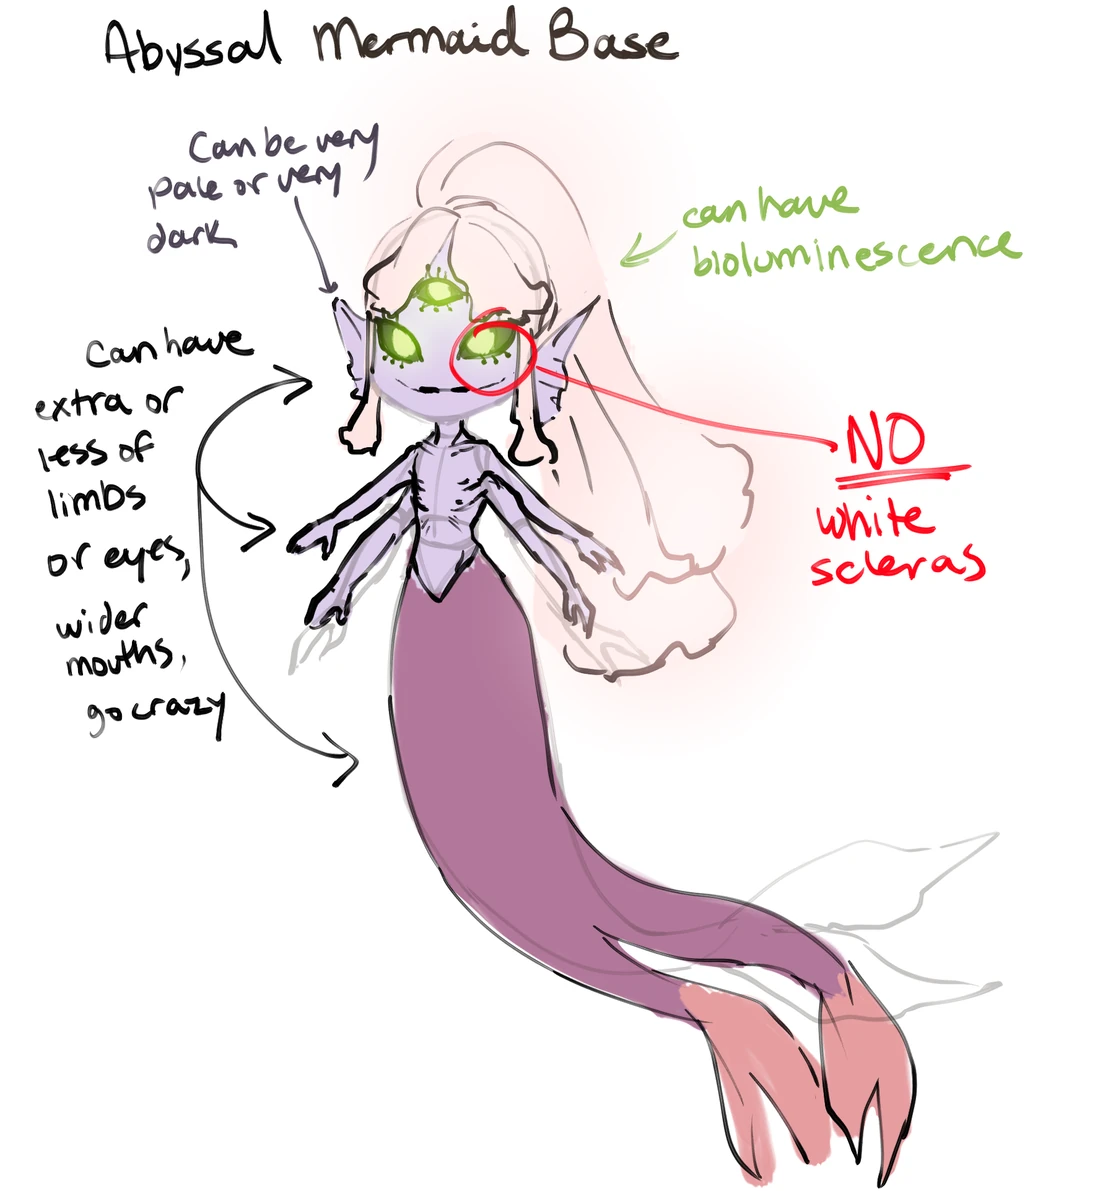 Abyssal Mermaid Base
Can be very
pale or very
dark
can have
bioluminescence
Can have
extra or
less of
limbs
or eyes,
wider
mouths,
go crazy
NO
white
scleras